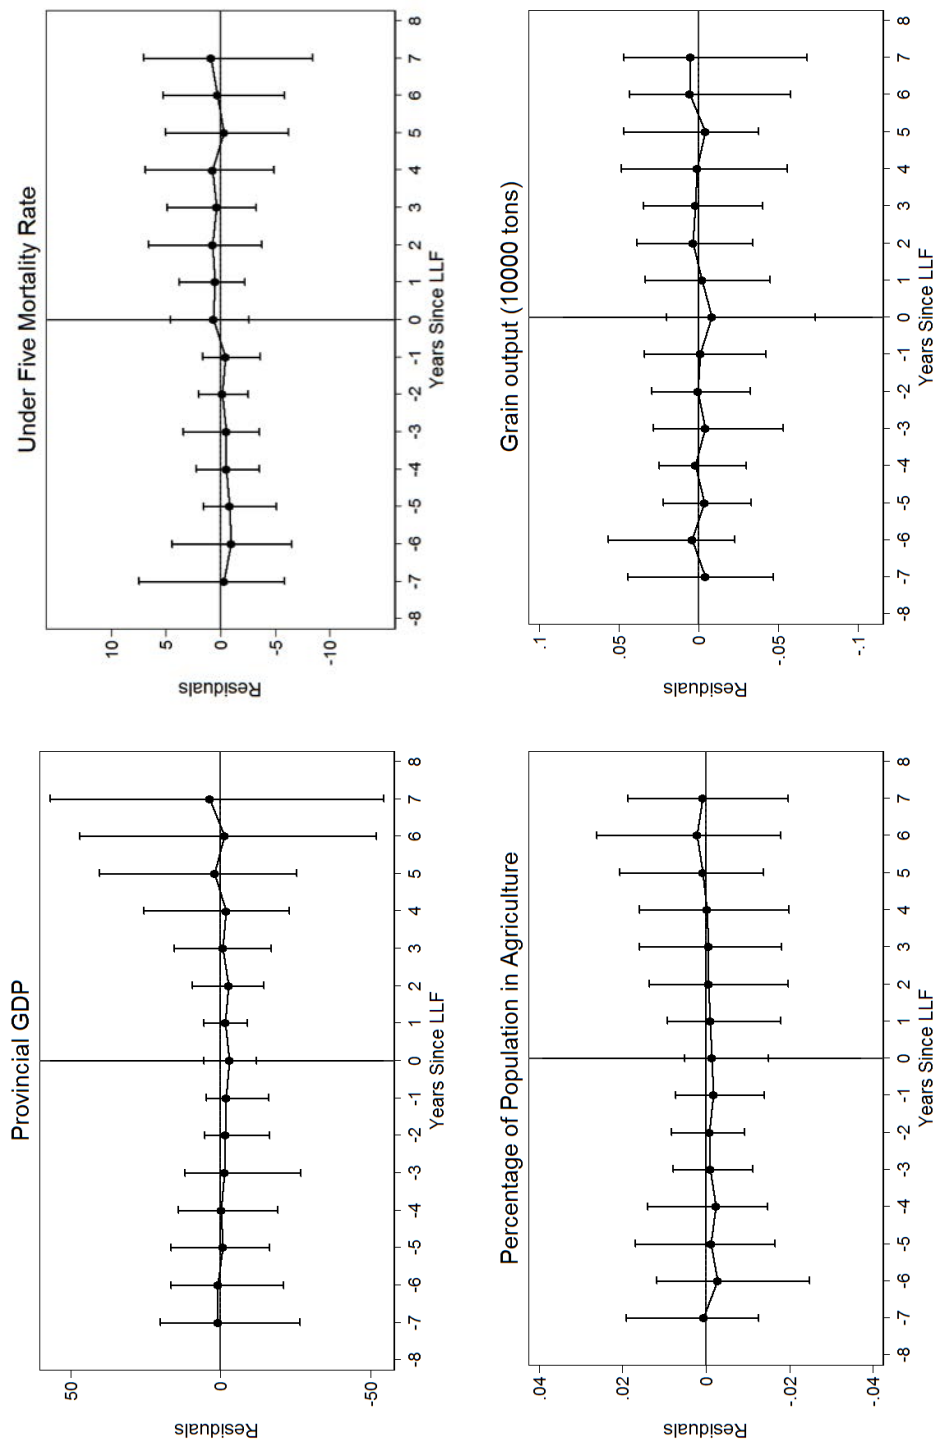 Provincial GDP
Residuals
50
0
-50
-8 -7 -6 -5 -4 -3 -2 -1 0 1 2 3 4 5 6 7 8
Years Since LLF
Under Five Mortality Rate
Residuals
10
5
0
-5
-10
-8 -7 -6 -5 -4 -3 -2 -1 0 1 2 3 4 5 6 7 8
Years Since LLF
Percentage of Population in Agriculture
Residuals
.04
.02
0
-.02
-.04
-8 -7 -6 -5 -4 -3 -2 -1 0 1 2 3 4 5 6 7 8
Years Since LLF
Grain output (10000 tons)
Residuals
.1
.05
0
-.05
-.1
-8 -7 -6 -5 -4 -3 -2 -1 0 1 2 3 4 5 6 7 8
Years Since LLF